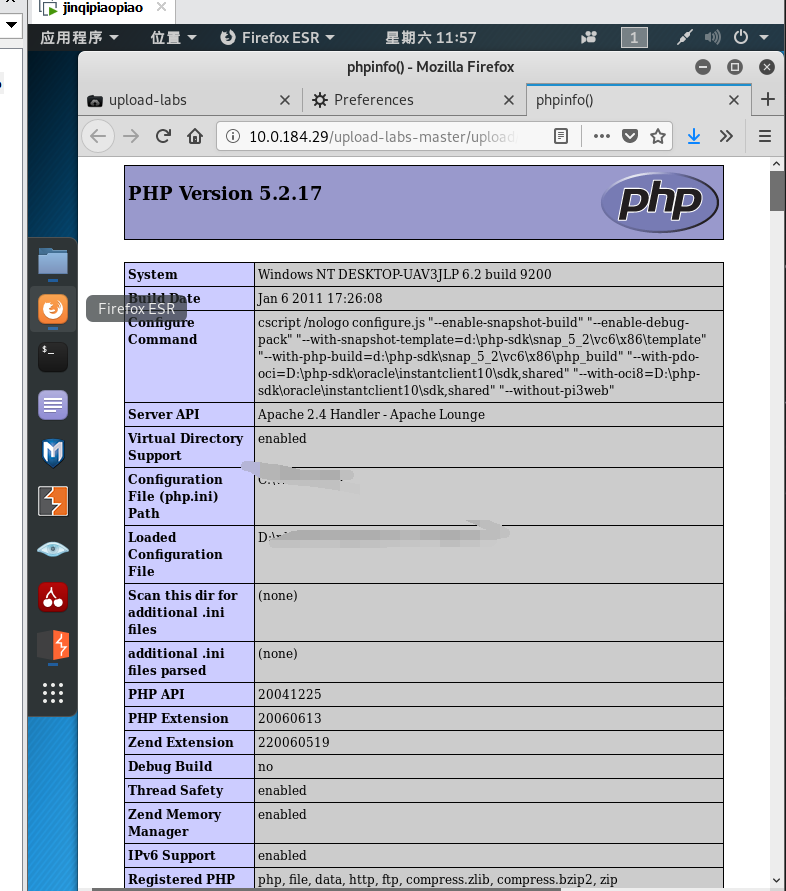 jinqipiaopiao
应用程序
位置
Firefox ESR
星期六 11:57
1
phpinfo() - Mozilla Firefox
upload-labs
Preferences
phpinfo()
10.0.184.29/upload-labs-master/upload
PHP Version 5.2.17
php
System Windows NT DESKTOP-UAV3JLP 6.2 build 9200
Build Date Jan 6 2011 17:26:08
Firefox ESR
Configure
Command
cscript /nologo configure.js "--enable-snapshot-build" "--enable-debug-
pack" "--with-snapshot-template=d:\php-sdk\snap_5_2\vc6\x86\template"
"--with-php-build=d:\php-sdk\snap_5_2\vc6\x86\php_build" "--with-pdo-
oci=D:\php-sdk\oracle\instantclient10\sdk,shared" "--with-oci8=D:\php-
sdk\oracle\instantclient10\sdk,shared" "--without-pi3web"
Server API Apache 2.4 Handler - Apache Lounge
Virtual Directory
Support
enabled
Configuration
File (php.ini)
Path
Loaded
Configuration
File
D:\
Scan this dir for
additional .ini
files
(none)
additional .ini
files parsed
(none)
PHP API 20041225
PHP Extension 20060613
Zend Extension 220060519
Debug Build no
Thread Safety enabled
Zend Memory
Manager
enabled
IPv6 Support enabled
Registered PHP php, file, data, http, ftp, compress.zlib, compress.bzip2, zip